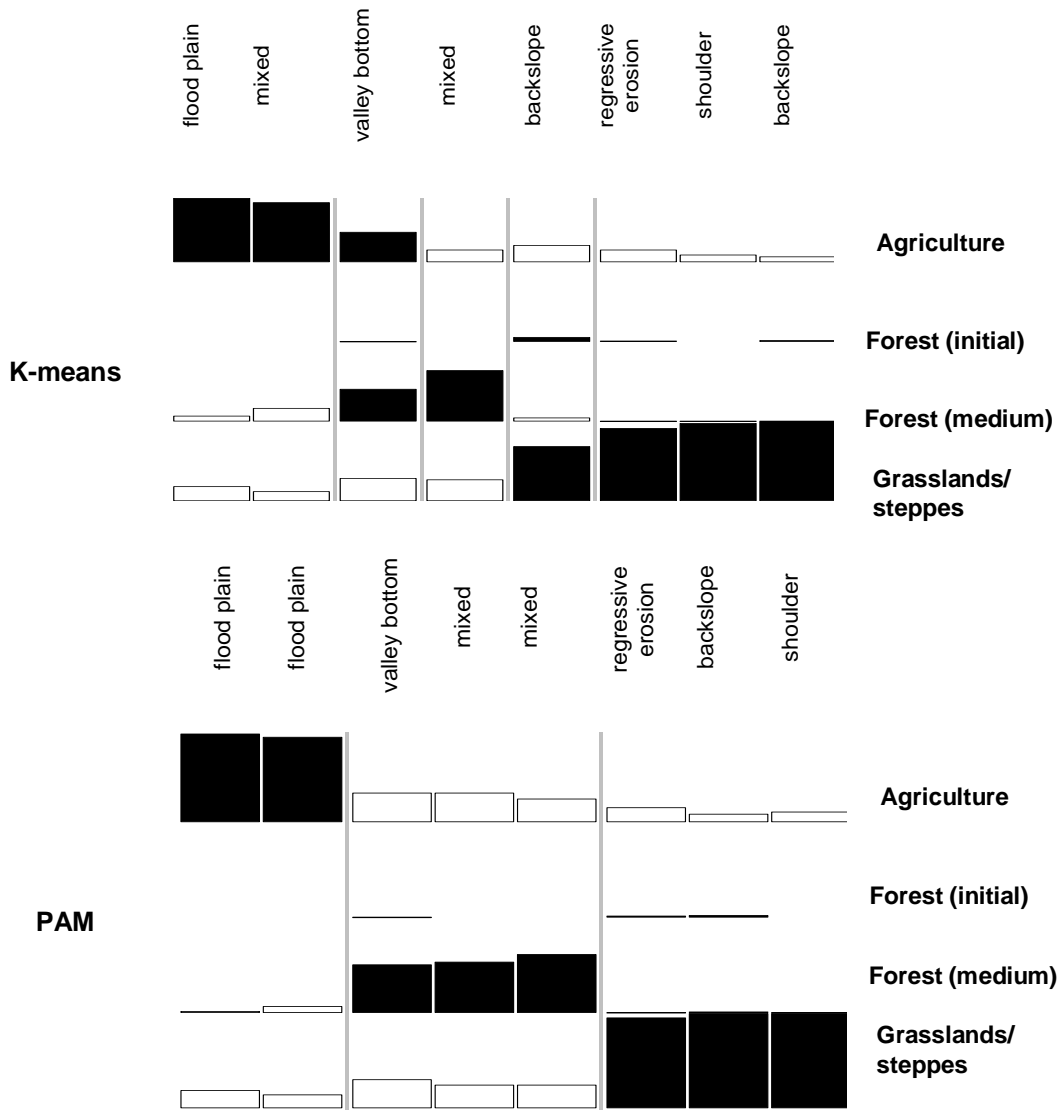 flood plain
mixed
valley bottom
mixed
backslope
regressive
erosion
shoulder
backslope
Agriculture
Forest (initial)
K-means
Forest (medium)
Grasslands/
steppes
flood plain
flood plain
valley bottom
mixed
mixed
regressive
erosion
backslope
shoulder
Agriculture
Forest (initial)
PAM
Forest (medium)
Grasslands/
steppes